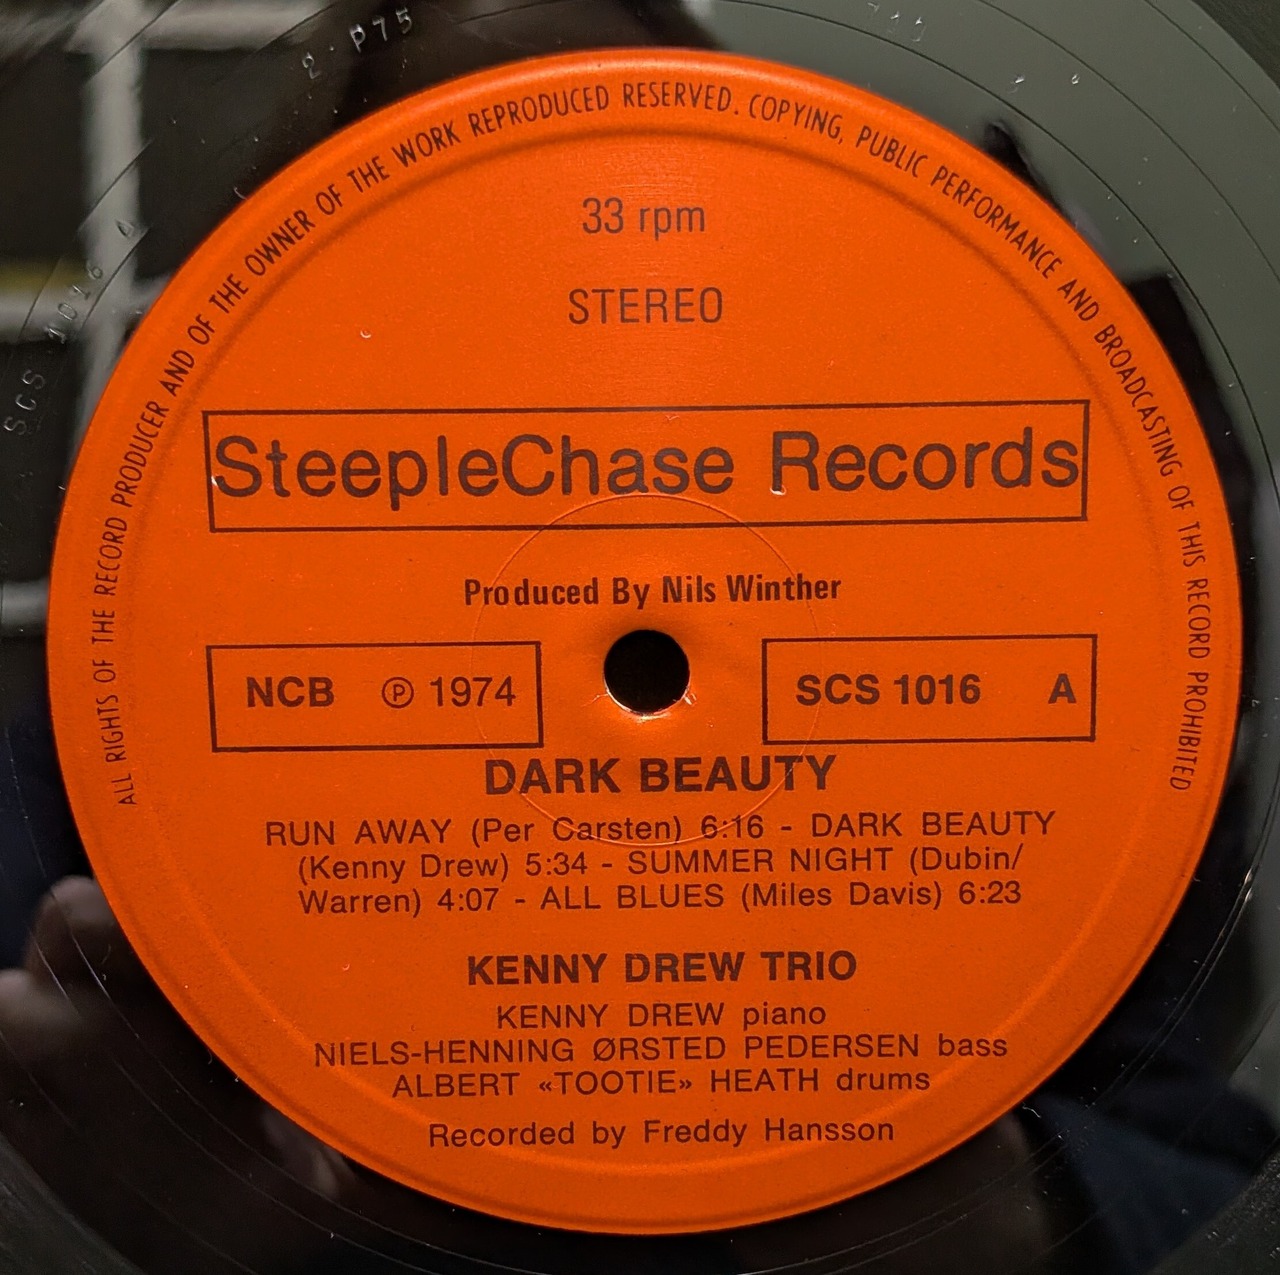 2 · P75
SCS 1016 A
ALL RIGHTS OF THE RECORD PRODUCER AND OF THE OWNER OF THE WORK REPRODUCED RESERVED. COPYING, PUBLIC PERFORMANCE AND BROADCASTING OF THIS RECORD PROHIBITED
33 rpm
STEREO
SteepleChase Records
Produced By Nils Winther
NCB ℗ 1974
SCS 1016 A
DARK BEAUTY
RUN AWAY (Per Carsten) 6:16 - DARK BEAUTY
(Kenny Drew) 5:34 - SUMMER NIGHT (Dubin/
Warren) 4:07 - ALL BLUES (Miles Davis) 6:23
KENNY DREW TRIO
KENNY DREW piano
NIELS-HENNING ØRSTED PEDERSEN bass
ALBERT «TOOTIE» HEATH drums
Recorded by Freddy Hansson